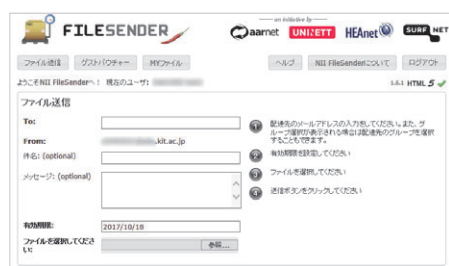 FILESENDER
an initiative by
aarnet UNINETT HEAnet SURF NET
ファイル送信 ゲストバウチャー MYファイル ヘルプ NII FileSenderについて ログアウト
ようこそNII FileSenderへ! 現在のユーザ:
1.6.1 HTML 5
ファイル送信
To:
From: .kit.ac.jp
件名: (optional)
メッセージ: (optional)
有効期限: 2017/10/18
ファイルを選択してください: 参照...
1 配達先のメールアドレスの入力をしてください。また、グループ選択が表示される場合は配達先のグループを選択することもできます。
2 有効期限を設定してください
3 ファイルを選択してください
4 送信ボタンをクリックしてください